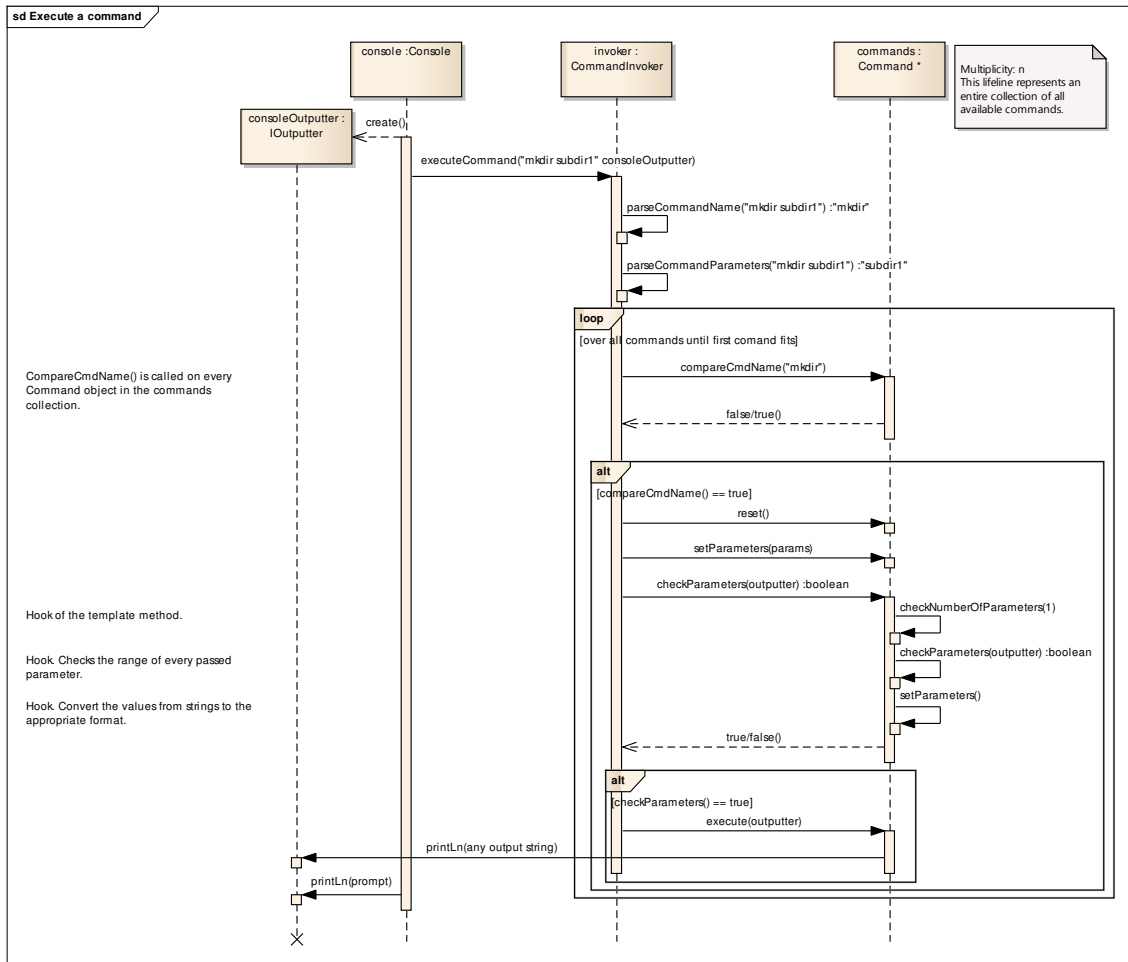 sd Execute a command
console :Console
invoker :
CommandInvoker
commands :
Command *
Multiplicity: n
This lifeline represents an
entire collection of all
available commands.
consoleOutputter :
IOutputter
create()
executeCommand("mkdir subdir1" consoleOutputter)
parseCommandName("mkdir subdir1") :"mkdir"
parseCommandParameters("mkdir subdir1") :"subdir1"
loop
[over all commands until first comand fits]
compareCmdName("mkdir")
CompareCmdName() is called on every
Command object in the commands
collection.
false/true()
alt
[compareCmdName() == true]
reset()
setParameters(params)
checkParameters(outputter) :boolean
Hook of the template method.
checkNumberOfParameters(1)
Hook. Checks the range of every passed
parameter.
checkParameters(outputter) :boolean
Hook. Convert the values from strings to the
appropriate format.
setParameters()
true/false()
alt
[checkParameters() == true]
execute(outputter)
printLn(any output string)
printLn(prompt)